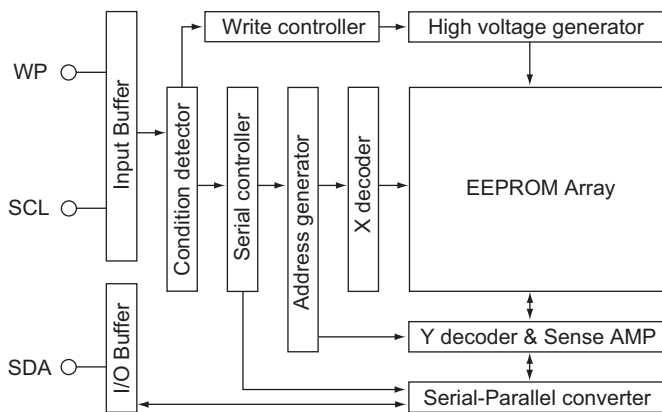 Write controller
High voltage generator
WP
SCL
SDA
Input Buffer
I/O Buffer
Condition detector
Serial controller
Address generator
X decoder
EEPROM Array
Y decoder & Sense AMP
Serial-Parallel converter